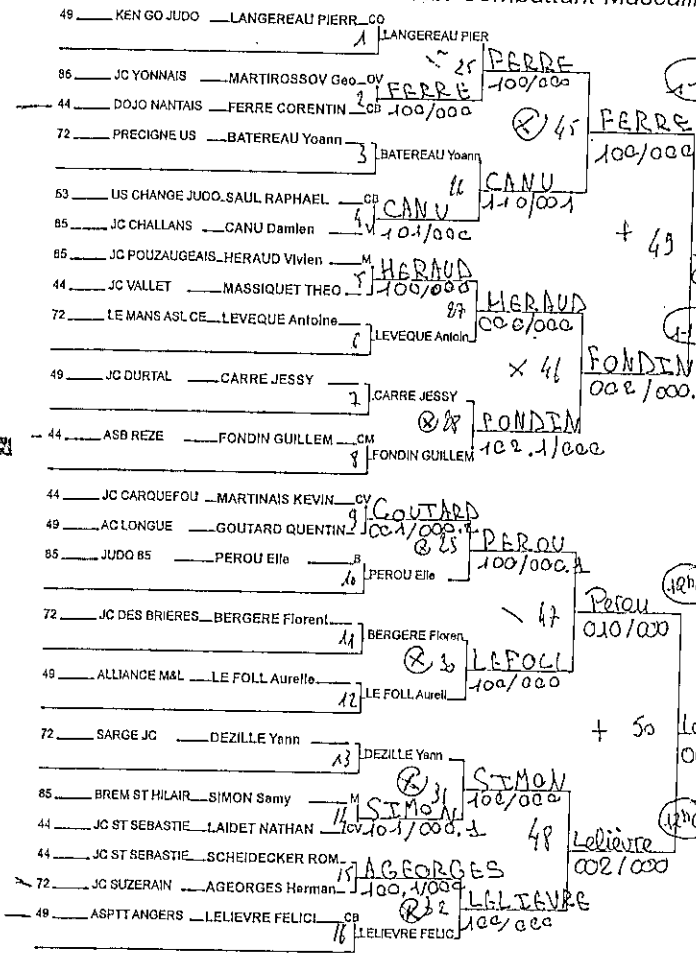 Combattant Masculin
49 KEN GO JUDO LANGEREAU PIERR CO
1 LANGEREAU PIER
25 FERRE
100/000
85 JC YONNAIS MARTIROSSOV Geo OV
2 FERRE
100/000
44 DOJO NANTAIS FERRE CORENTIN CB
45 FERRE
100/000
72 PRECIGNE US BATEREAU Yoann
3 BATEREAU Yoann
CANU
110/001
53 US CHANGE JUDO SAUL RAPHAEL CB
4 CANU
101/000
85 JC CHALLANS CANU Damien V
+ 49
85 JC POUZAUGEAIS HERAUD Vivien M
5 HERAUD
100/000
44 JC VALLET MASSIQUET THEO J
27 HERAUD
000/000
72 LE MANS ASL CE LEVEQUE Antoine
6 LEVEQUE Antoin
× 46 FONDIN
002/000.
49 JC DURTAL CARRE JESSY
7 CARRE JESSY
28 FONDIN
102.1/000
44 ASB REZE FONDIN GUILLEM CM
8 FONDIN GUILLEM
44 JC CARQUEFOU MARTINAIS KEVIN CV
9 GOUTARD
001/000.
49 AC LONGUE GOUTARD QUENTIN
PEROU
100/000.1
85 JUDO 85 PEROU Elie B
10 PEROU Elie
47 Perou
010/000
72 JC DES BRIERES BERGERE Florent
11 BERGERE Floren
30 LEFOLL
100/000
49 ALLIANCE M&L LE FOLL Aurelle
12 LE FOLL Aurell
+ 50
72 SARGE JC DEZILLE Yann
13 DEZILLE Yann
31 SIMON
100/000
85 BREM ST HILAIR SIMON Samy M
14 SIMON
101/000.1
44 JC ST SEBASTIE LAIDET NATHAN CV
48 Lelièvre
002/000
44 JC ST SEBASTIE SCHEIDECKER ROM
15 AGEORGES
100.1/000
72 JC SUZERAIN AGEORGES Herman
32 LELIEVRE
100/000
49 ASPTT ANGERS LELIEVRE FELICI CB
16 LELIEVRE FELIC